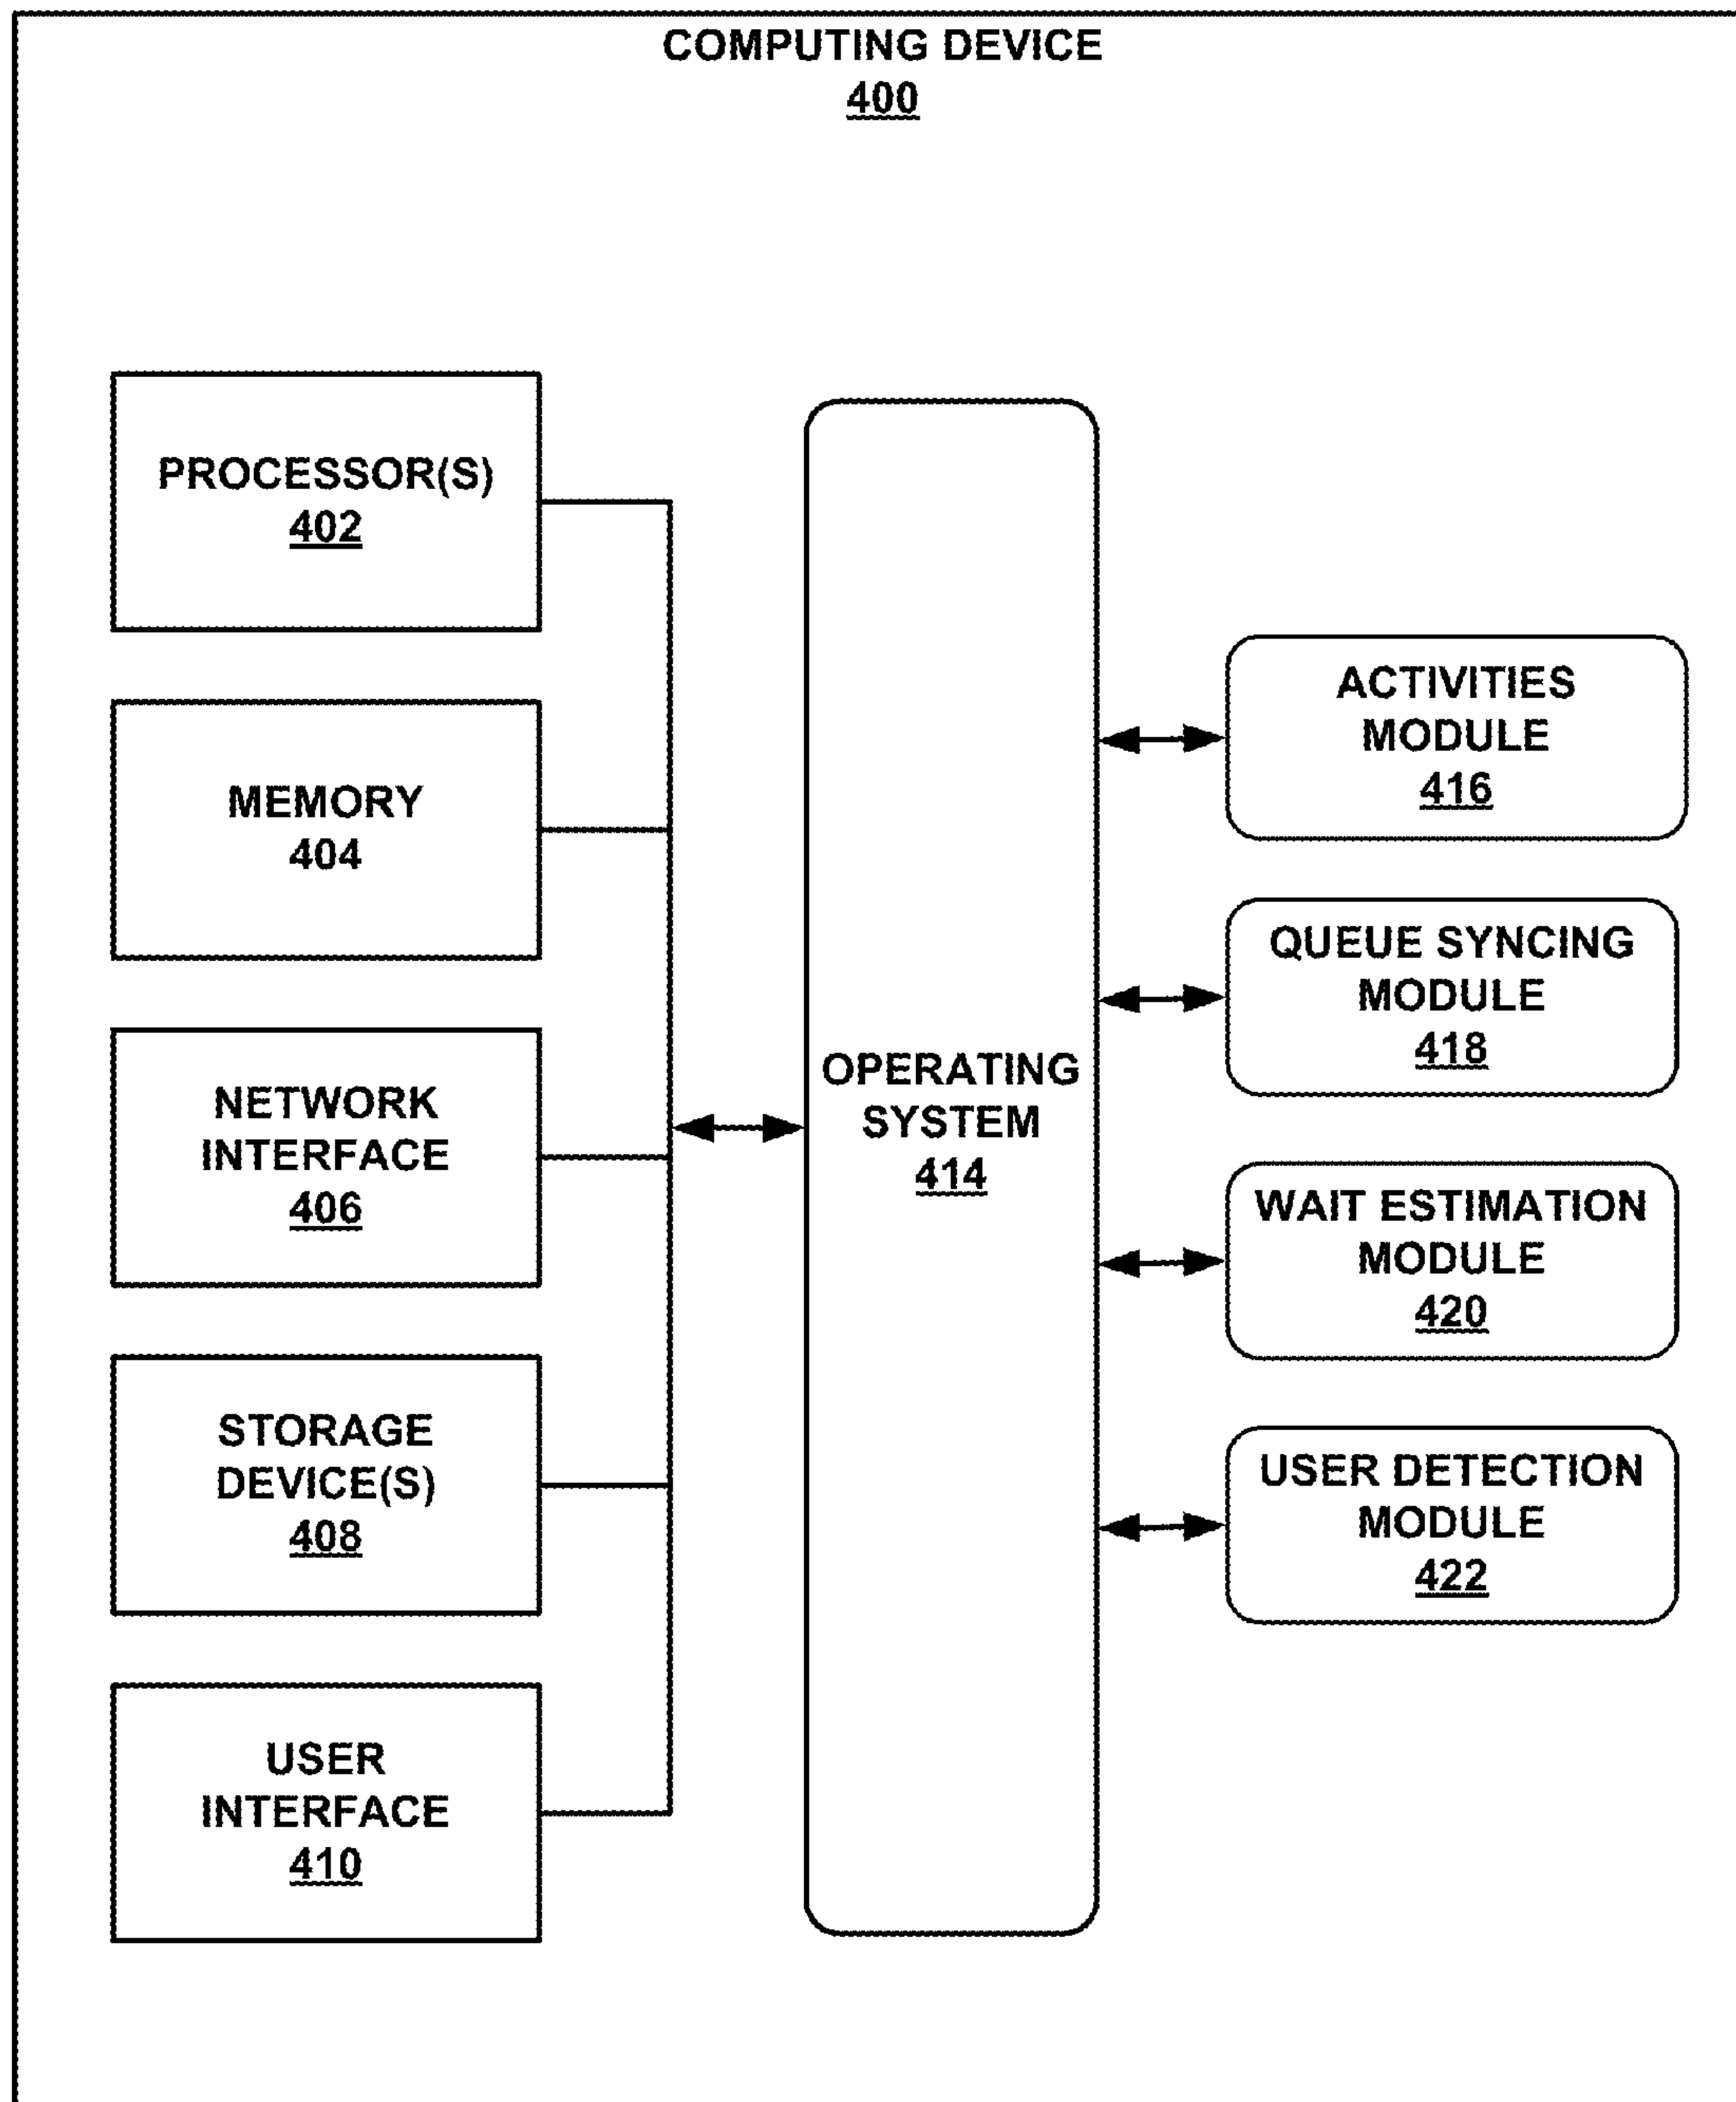 COMPUTING DEVICE
400
PROCESSOR(S)
402
MEMORY
404
NETWORK
INTERFACE
406
STORAGE
DEVICE(S)
408
USER
INTERFACE
410
OPERATING
SYSTEM
414
ACTIVITIES
MODULE
416
QUEUE SYNCING
MODULE
418
WAIT ESTIMATION
MODULE
420
USER DETECTION
MODULE
422